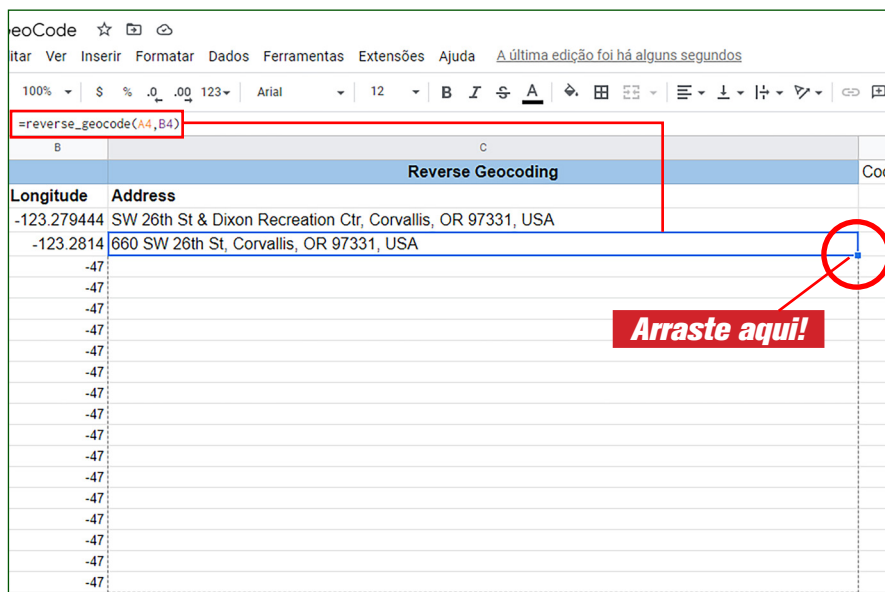 eoCode
itar Ver Inserir Formatar Dados Ferramentas Extensões Ajuda A última edição foi há alguns segundos
100% $ % .0 .00 123 Arial 12 B I S A
=reverse_geocode(A4,B4)
B C
Reverse Geocoding Coo
Longitude Address
-123.279444 SW 26th St & Dixon Recreation Ctr, Corvallis, OR 97331, USA
-123.2814 660 SW 26th St, Corvallis, OR 97331, USA
-47
-47
-47
-47
Arraste aqui!
-47
-47
-47
-47
-47
-47
-47
-47
-47
-47
-47
-47